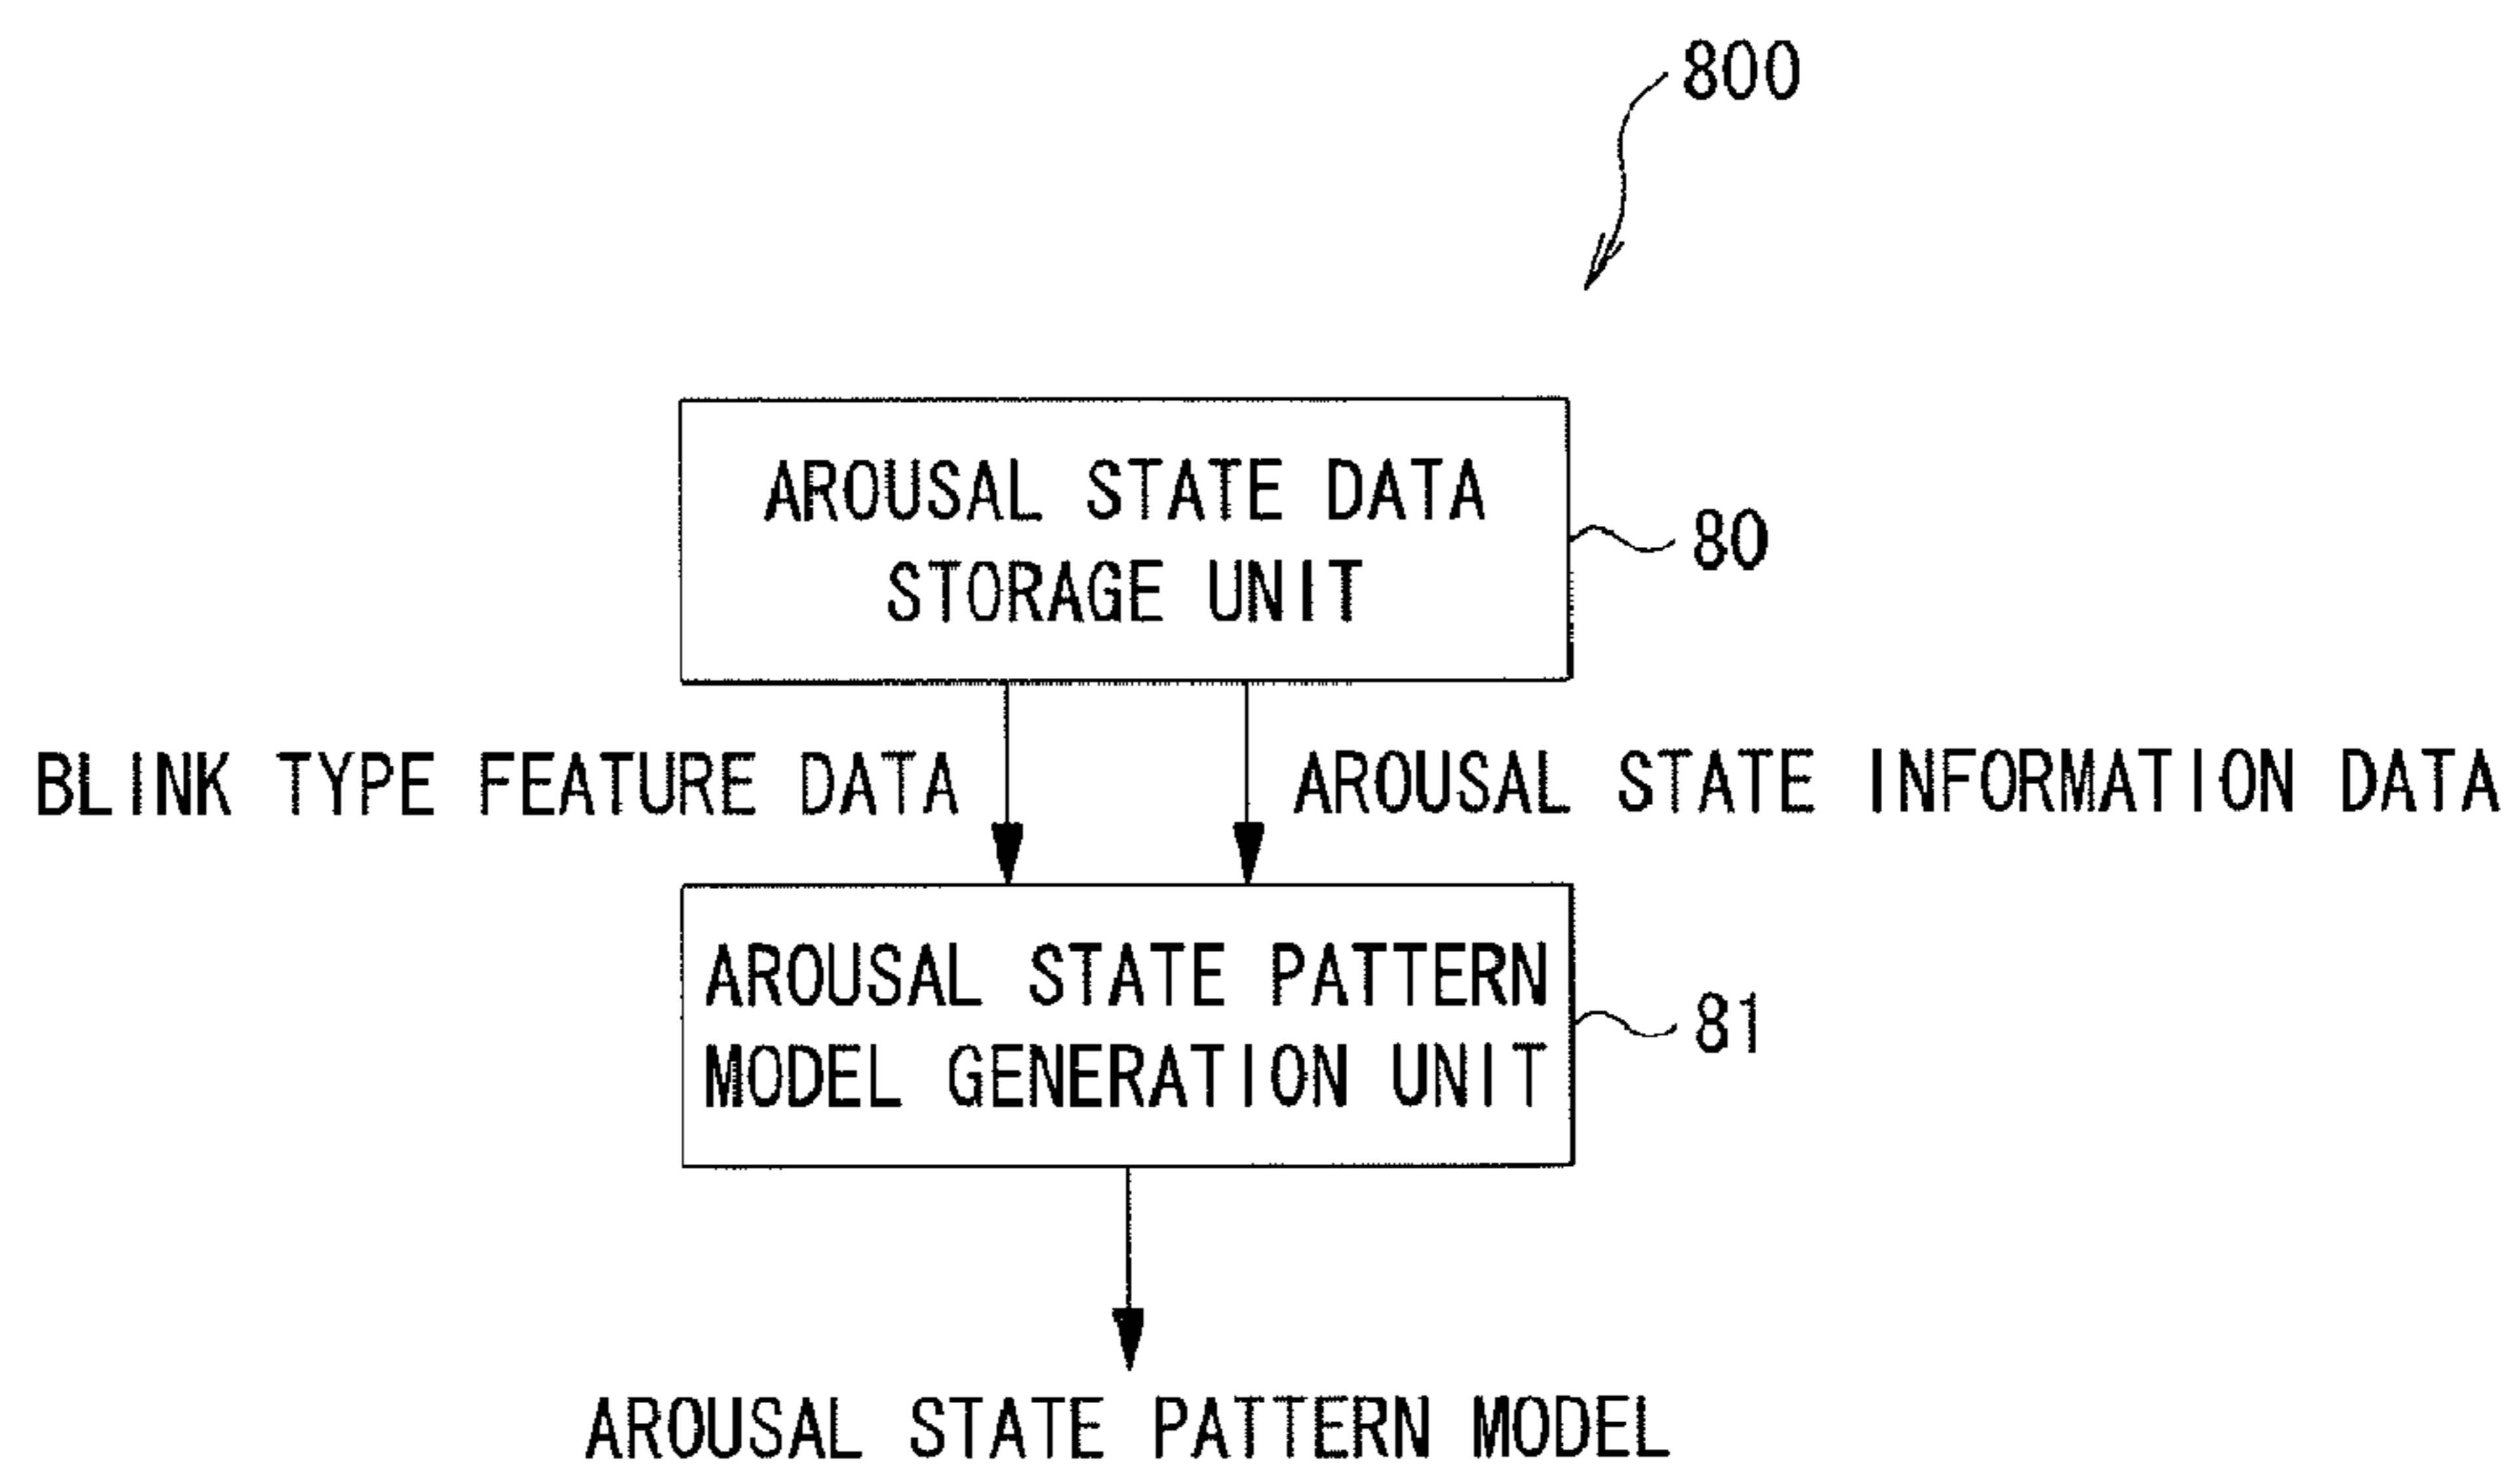 800
AROUSAL STATE DATA
STORAGE UNIT
80
BLINK TYPE FEATURE DATA
AROUSAL STATE INFORMATION DATA
AROUSAL STATE PATTERN
MODEL GENERATION UNIT
81
AROUSAL STATE PATTERN MODEL